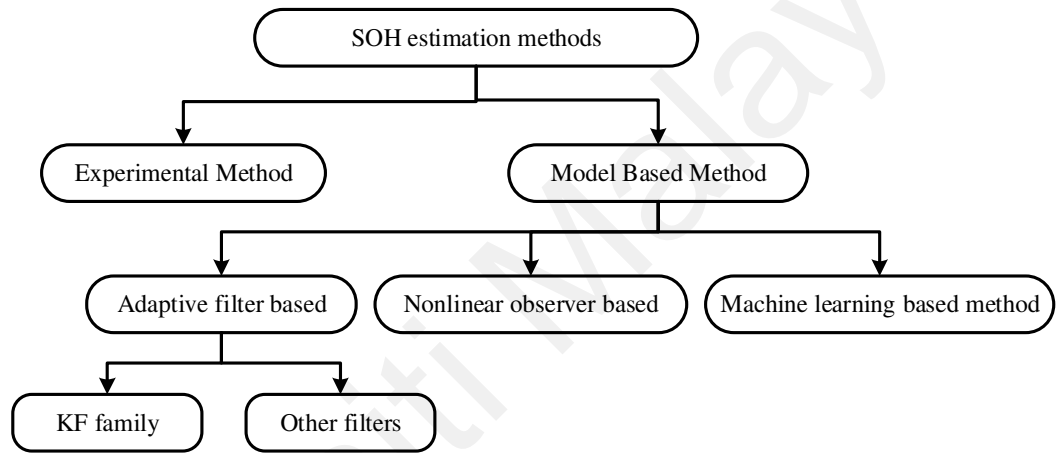 SOH estimation methods
Experimental Method
Model Based Method
Adaptive filter based
Nonlinear observer based
Machine learning based method
KF family
Other filters